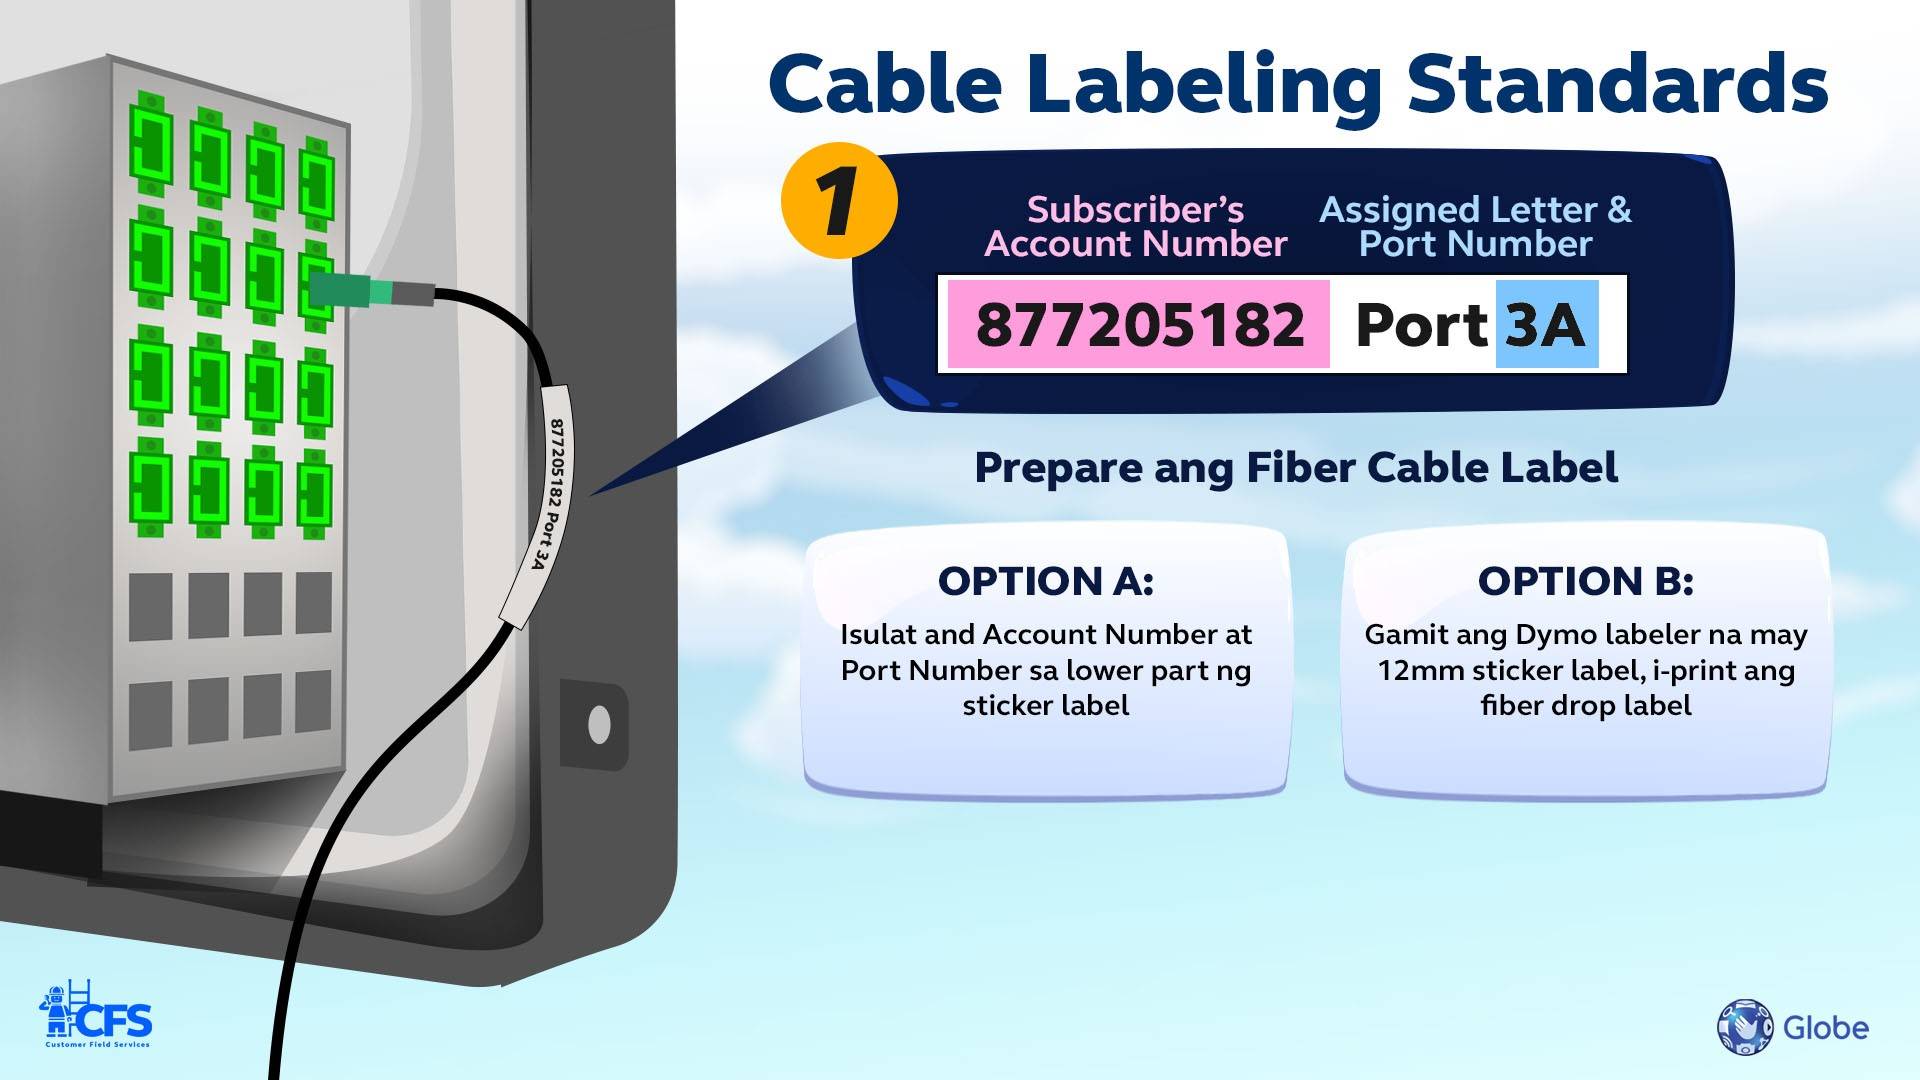 Cable Labeling Standards
1
Subscriber's
Account Number
Assigned Letter &
Port Number
877205182 Port 3A
877205182 Port 3A
Prepare ang Fiber Cable Label
OPTION A:
Isulat and Account Number at
Port Number sa lower part ng
sticker label
OPTION B:
Gamit ang Dymo labeler na may
12mm sticker label, i-print ang
fiber drop label
CFS
Customer Field Services
Globe